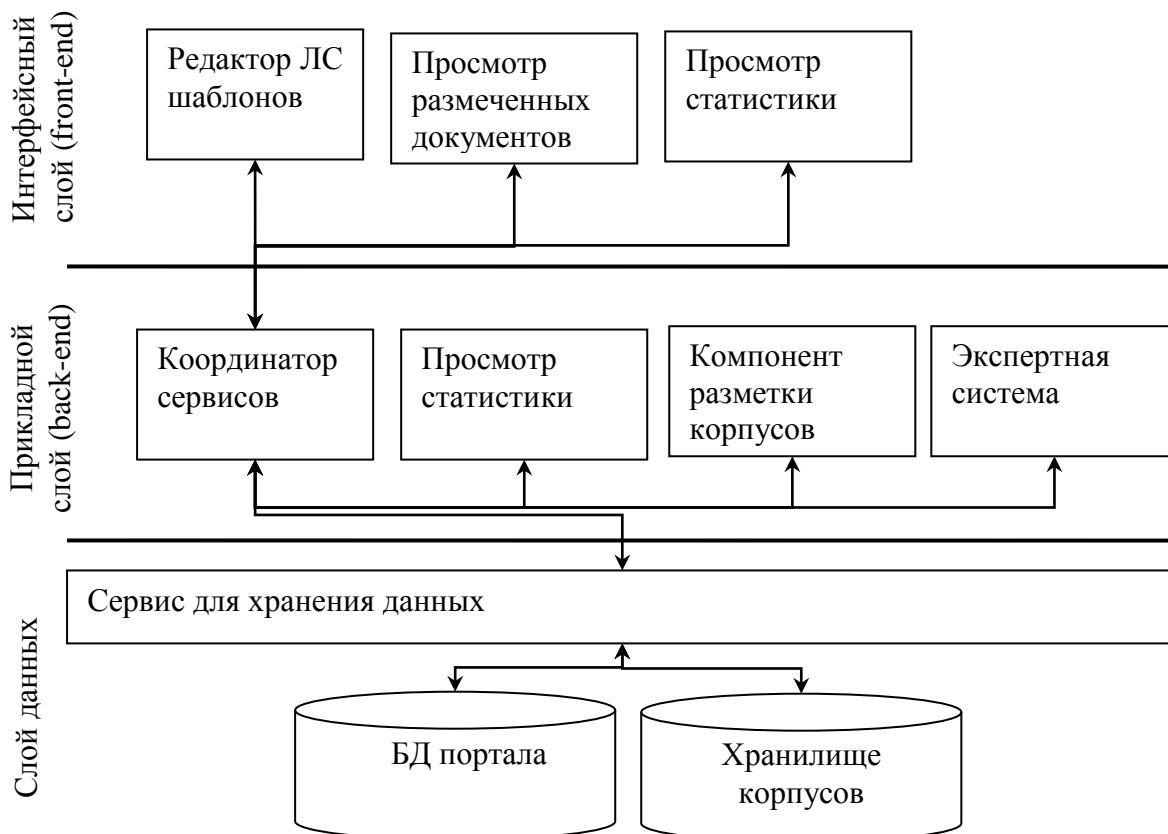 Интерфейсный
слой (front-end)
Редактор ЛС
шаблонов
Просмотр
размеченных
документов
Просмотр
статистики
Прикладной
слой (back-end)
Координатор
сервисов
Просмотр
статистики
Компонент
разметки
корпусов
Экспертная
система
Слой данных
Сервис для хранения данных
БД портала
Хранилище
корпусов